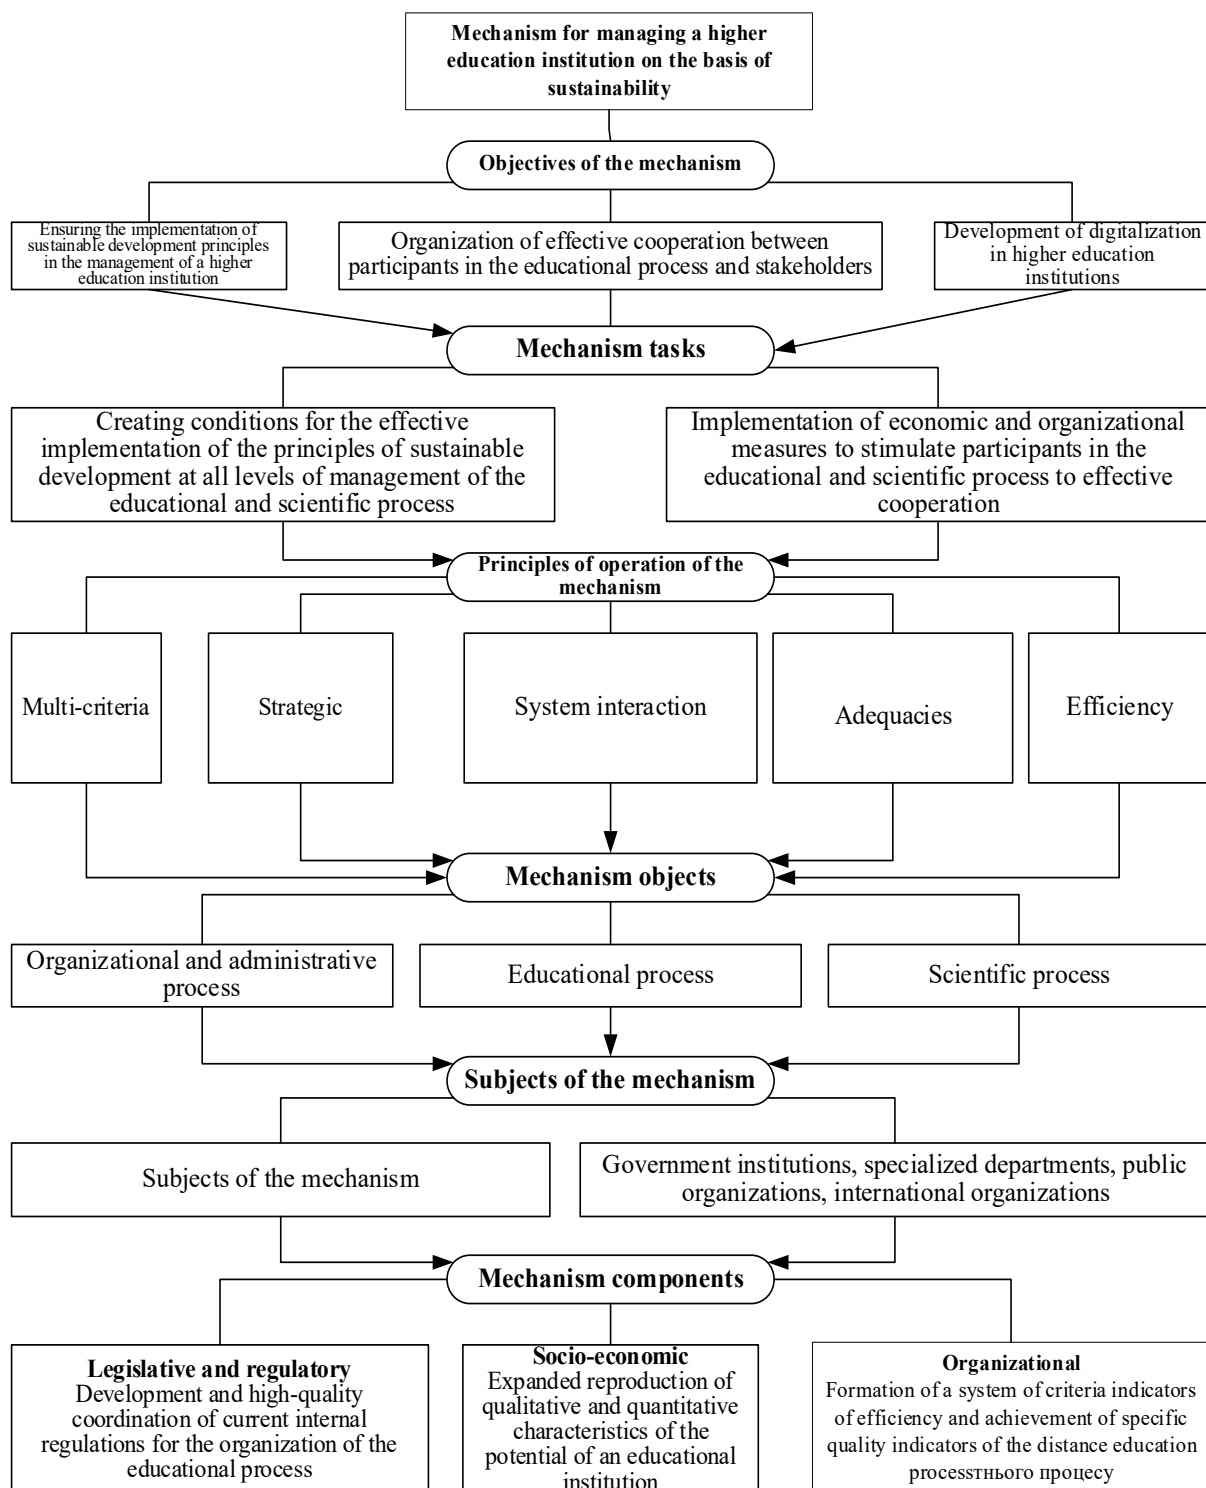 Mechanism for managing a higher
education institution on the basis of
sustainability
Objectives of the mechanism
Ensuring the implementation of
sustainable development principles
in the management of a higher
education institution
Organization of effective cooperation between
participants in the educational process and stakeholders
Development of digitalization
in higher education
institutions
Mechanism tasks
Creating conditions for the effective
implementation of the principles of sustainable
development at all levels of management of the
educational and scientific process
Implementation of economic and organizational
measures to stimulate participants in the
educational and scientific process to effective
cooperation
Principles of operation of the
mechanism
Multi-criteria
Strategic
System interaction
Adequacies
Efficiency
Mechanism objects
Organizational and administrative
process
Educational process
Scientific process
Subjects of the mechanism
Subjects of the mechanism
Government institutions, specialized departments, public
organizations, international organizations
Mechanism components
Legislative and regulatory
Development and high-quality
coordination of current internal
regulations for the organization of the
educational process
Socio-economic
Expanded reproduction of
qualitative and quantitative
characteristics of the
potential of an educational
institution
Organizational
Formation of a system of criteria indicators
of efficiency and achievement of specific
quality indicators of the distance education
processтнього процесу